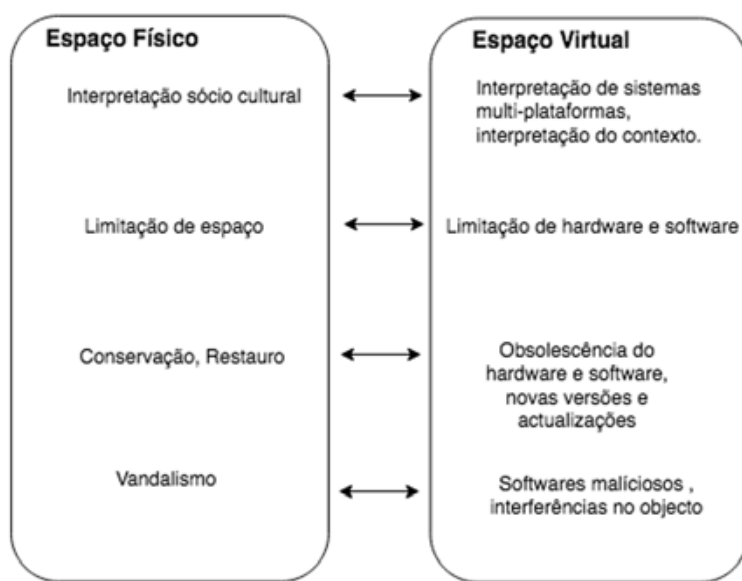 Espaço Físico
Interpretação sócio cultural
Limitação de espaço
Conservação, Restauro
Vandalismo
Espaço Virtual
Interpretação de sistemas
multi-plataformas,
interpretação do contexto.
Limitação de hardware e software
Obsolescência do
hardware e software,
novas versões e
actualizações
Softwares malíciosos ,
interferências no objecto